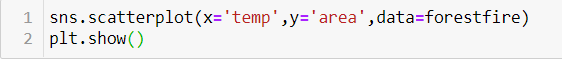 1 sns.scatterplot(x='temp',y='area',data=forestfire)
2 plt.show()